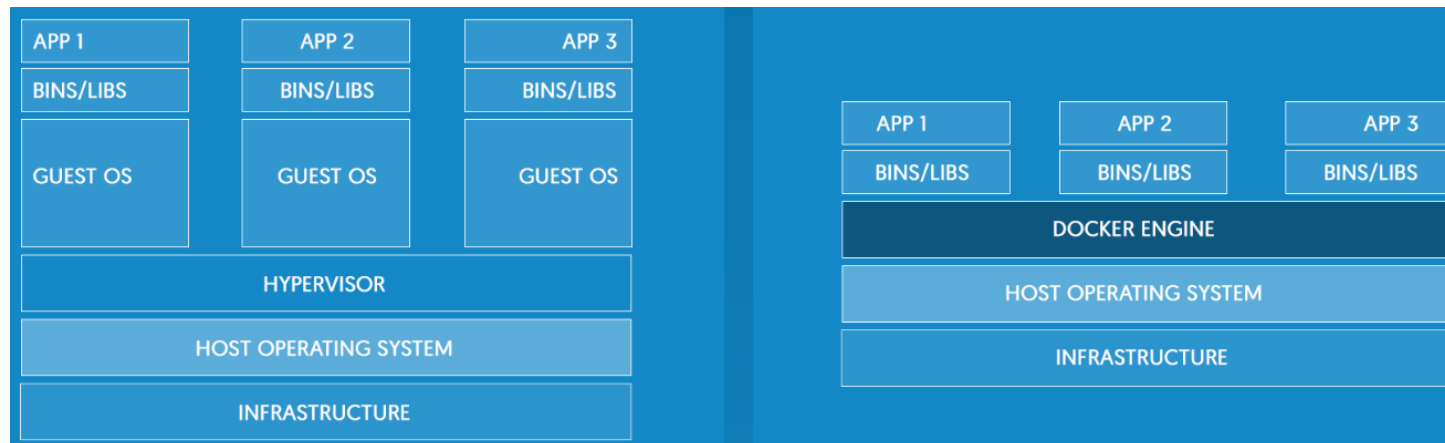 APP 1
APP 2
APP 3
BINS/LIBS
BINS/LIBS
BINS/LIBS
GUEST OS
GUEST OS
GUEST OS
HYPERVISOR
HOST OPERATING SYSTEM
INFRASTRUCTURE
APP 1
APP 2
APP 3
BINS/LIBS
BINS/LIBS
BINS/LIBS
DOCKER ENGINE
HOST OPERATING SYSTEM
INFRASTRUCTURE